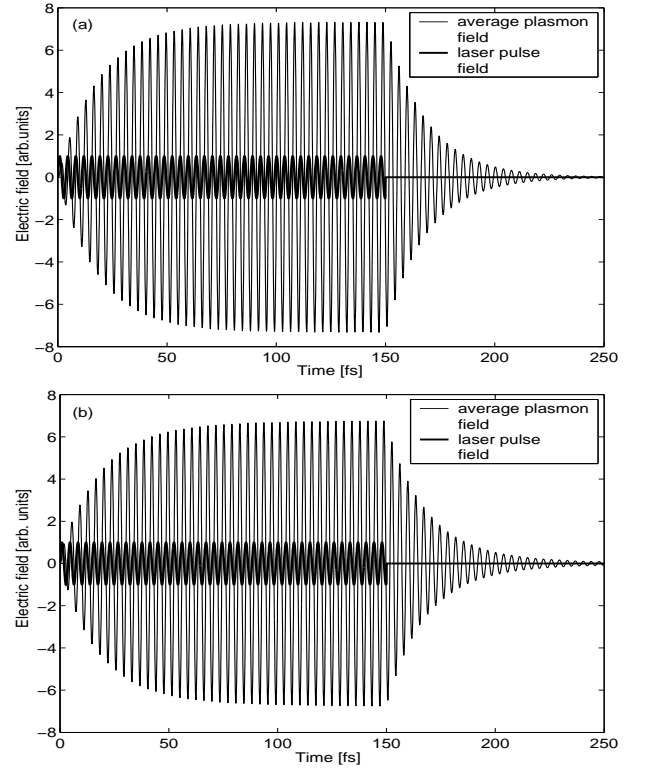 (a)
average plasmon
field
laser pulse
field
Electric field [arb.units]
8
6
4
2
0
−2
−4
−6
−8
0 50 100 150 200 250
Time [fs]
(b)
average plasmon
field
laser pulse
field
Electric field [arb. units]
8
6
4
2
0
−2
−4
−6
−8
0 50 100 150 200 250
Time [fs]